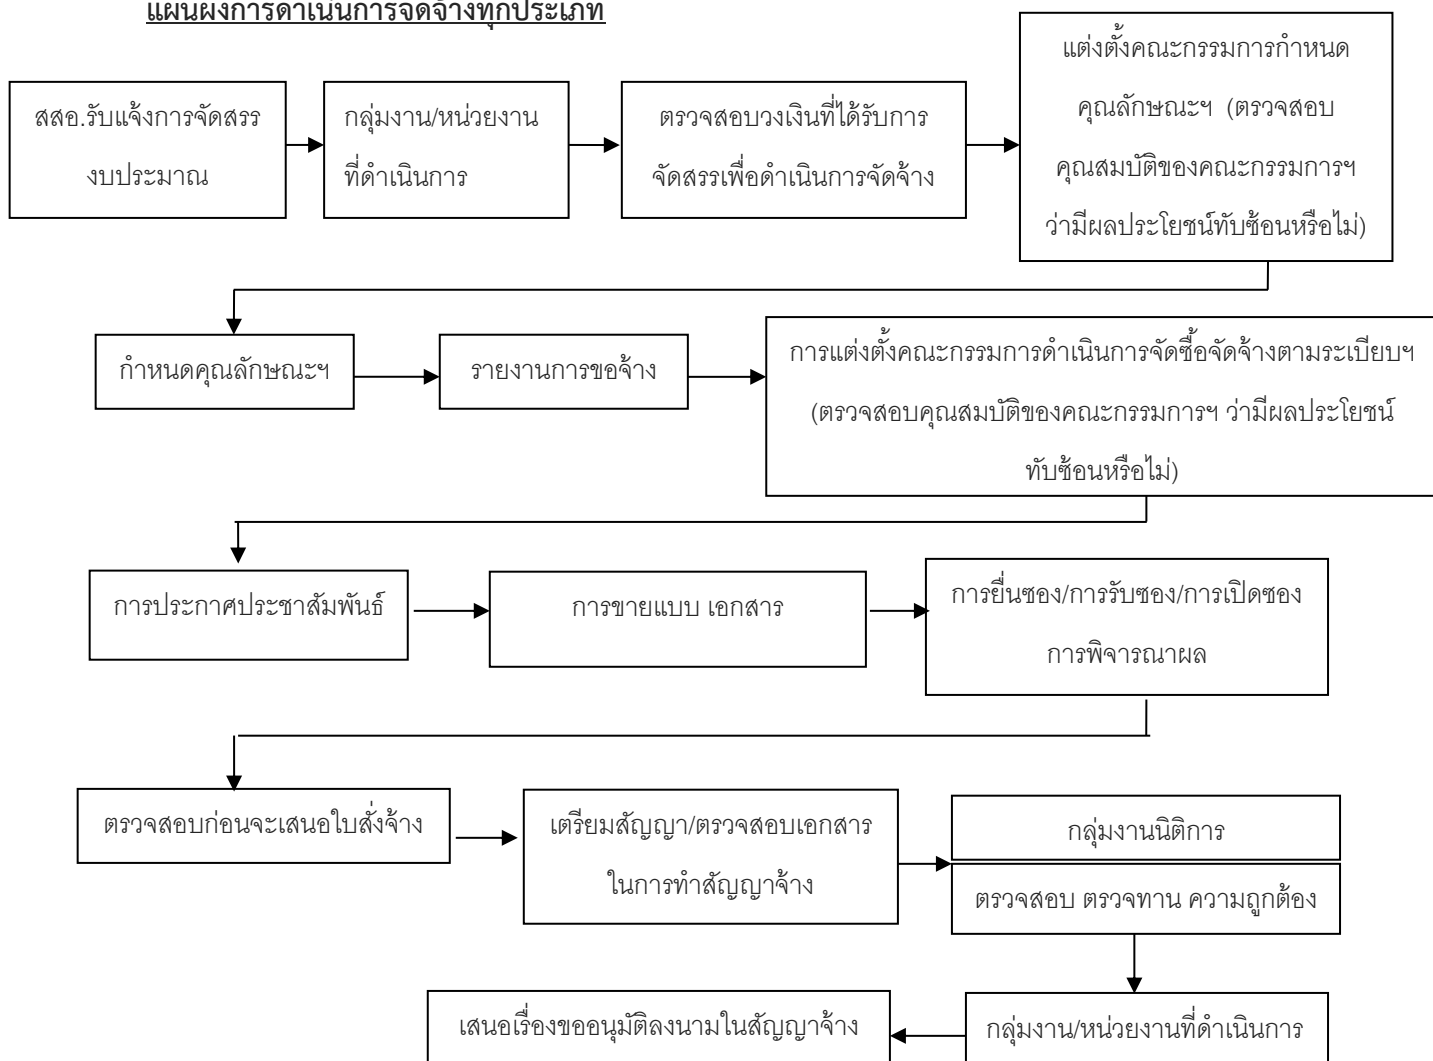 แผนผังการดำเนินการจัดจ้างทุกประเภท
สสอ.รับแจ้งการจัดสรร
งบประมาณ
กลุ่มงาน/หน่วยงาน
ที่ดำเนินการ
ตรวจสอบวงเงินที่ได้รับการ
จัดสรรเพื่อดำเนินการจัดจ้าง
แต่งตั้งคณะกรรมการกำหนด
คุณลักษณะฯ (ตรวจสอบ
คุณสมบัติของคณะกรรมการฯ
ว่ามีผลประโยชน์ทับซ้อนหรือไม่)
กำหนดคุณลักษณะฯ
รายงานการขอจ้าง
การแต่งตั้งคณะกรรมการดำเนินการจัดซื้อจัดจ้างตามระเบียบฯ
(ตรวจสอบคุณสมบัติของคณะกรรมการฯ ว่ามีผลประโยชน์
ทับซ้อนหรือไม่)
การประกาศประชาสัมพันธ์
การขายแบบ เอกสาร
การยื่นซอง/การรับซอง/การเปิดซอง
การพิจารณาผล
ตรวจสอบก่อนจะเสนอใบสั่งจ้าง
เตรียมสัญญา/ตรวจสอบเอกสาร
ในการทำสัญญาจ้าง
กลุ่มงานนิติการ
ตรวจสอบ ตรวจทาน ความถูกต้อง
กลุ่มงาน/หน่วยงานที่ดำเนินการ
เสนอเรื่องขออนุมัติลงนามในสัญญาจ้าง